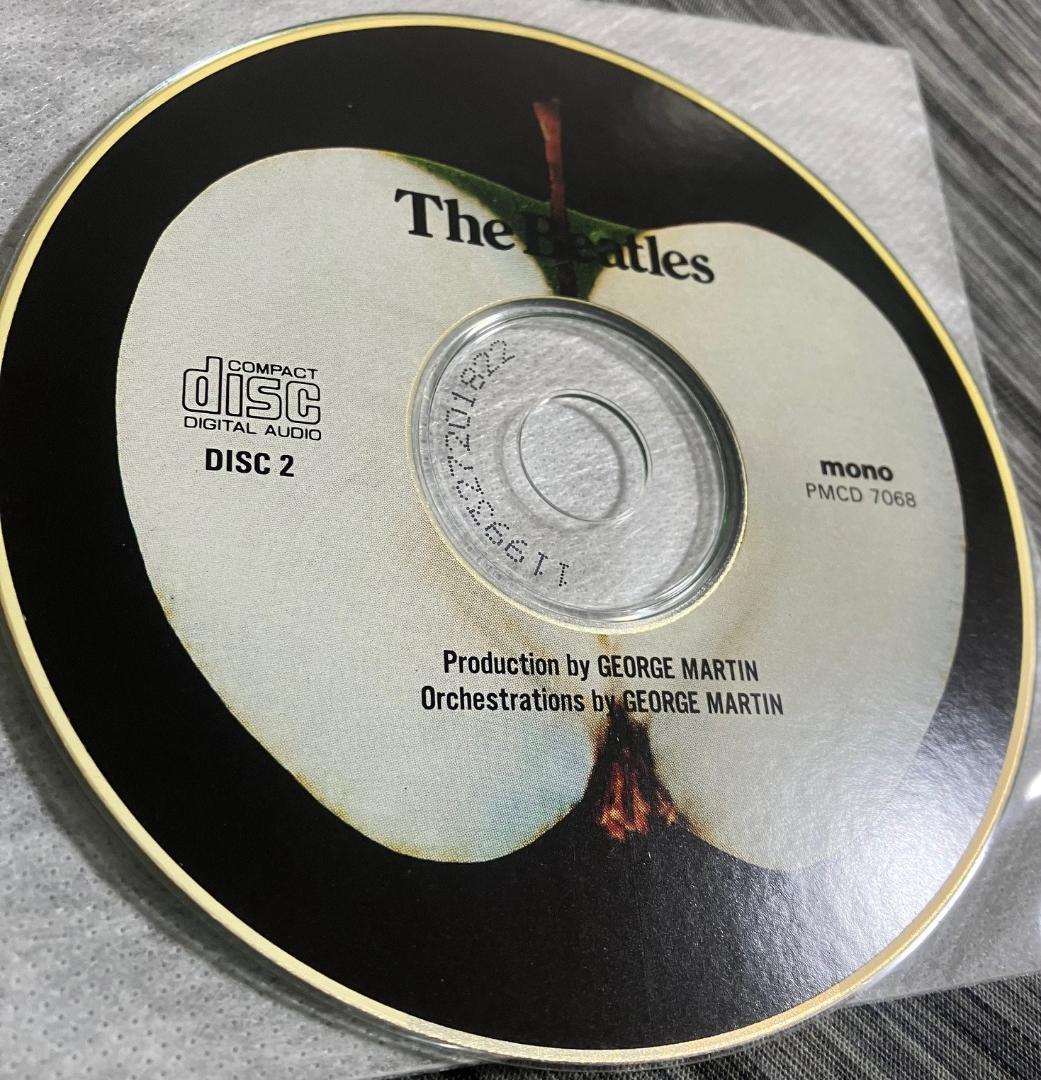 The Beatles
COMPACT
disc
DIGITAL AUDIO
DISC 2
mono
PMCD 7068
Production by GEORGE MARTIN
Orchestrations by GEORGE MARTIN